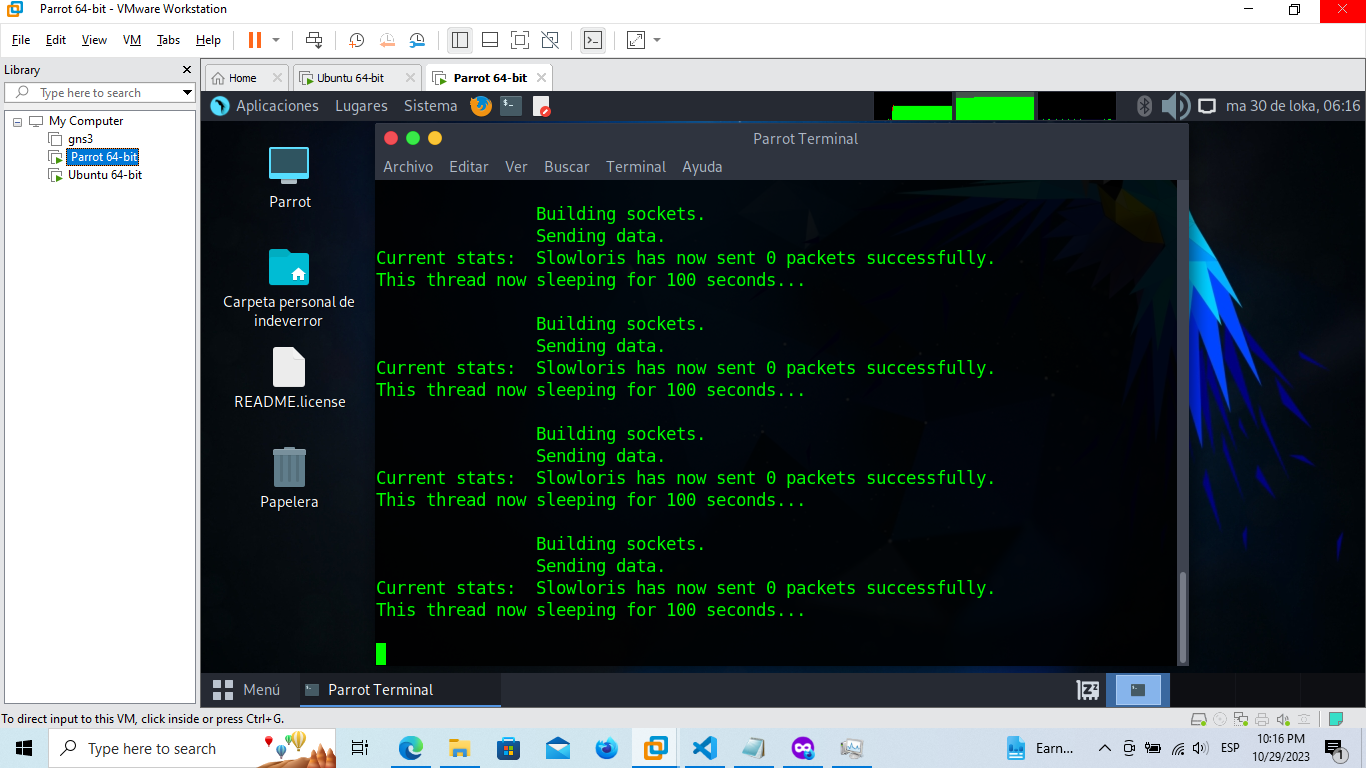 Parrot 64-bit - VMware Workstation
File Edit View VM Tabs Help
Library
Type here to search
My Computer
gns3
Parrot 64-bit
Ubuntu 64-bit
Home Ubuntu 64-bit Parrot 64-bit
Aplicaciones Lugares Sistema ma 30 de loka, 06:16
Parrot
Carpeta personal de
indeverror
README.license
Papelera
Parrot Terminal
Archivo Editar Ver Buscar Terminal Ayuda
Building sockets.
Sending data.
Current stats: Slowloris has now sent 0 packets successfully.
This thread now sleeping for 100 seconds...
Building sockets.
Sending data.
Current stats: Slowloris has now sent 0 packets successfully.
This thread now sleeping for 100 seconds...
Building sockets.
Sending data.
Current stats: Slowloris has now sent 0 packets successfully.
This thread now sleeping for 100 seconds...
Building sockets.
Sending data.
Current stats: Slowloris has now sent 0 packets successfully.
This thread now sleeping for 100 seconds...
Menú Parrot Terminal
To direct input to this VM, click inside or press Ctrl+G.
Type here to search
Earn...
ESP
10:16 PM
10/29/2023
1